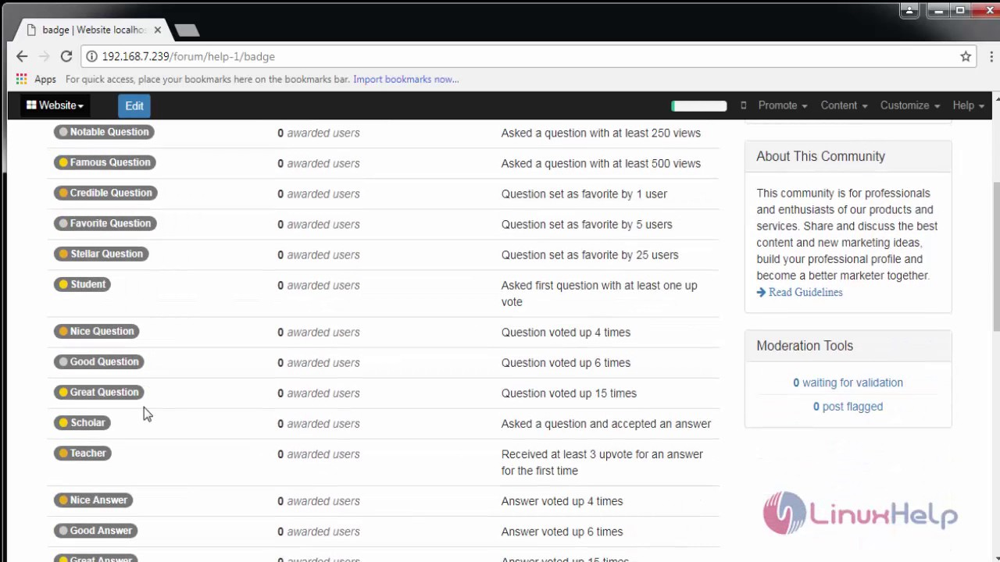 badge | Website localhos
192.168.7.239/forum/help-1/badge
Apps For quick access, place your bookmarks here on the bookmarks bar. Import bookmarks now...
Website Edit Promote Content Customize Help
Notable Question 0 awarded users Asked a question with at least 250 views
Famous Question 0 awarded users Asked a question with at least 500 views
Credible Question 0 awarded users Question set as favorite by 1 user
Favorite Question 0 awarded users Question set as favorite by 5 users
Stellar Question 0 awarded users Question set as favorite by 25 users
Student 0 awarded users Asked first question with at least one up
vote
Nice Question 0 awarded users Question voted up 4 times
Good Question 0 awarded users Question voted up 6 times
Great Question 0 awarded users Question voted up 15 times
Scholar 0 awarded users Asked a question and accepted an answer
Teacher 0 awarded users Received at least 3 upvote for an answer
for the first time
Nice Answer 0 awarded users Answer voted up 4 times
Good Answer 0 awarded users Answer voted up 6 times
Great Answer 0 awarded users Answer voted up 15 times
About This Community
This community is for professionals
and enthusiasts of our products and
services. Share and discuss the best
content and new marketing ideas,
build your professional profile and
become a better marketer together.
Read Guidelines
Moderation Tools
0 waiting for validation
0 post flagged
LinuxHelp